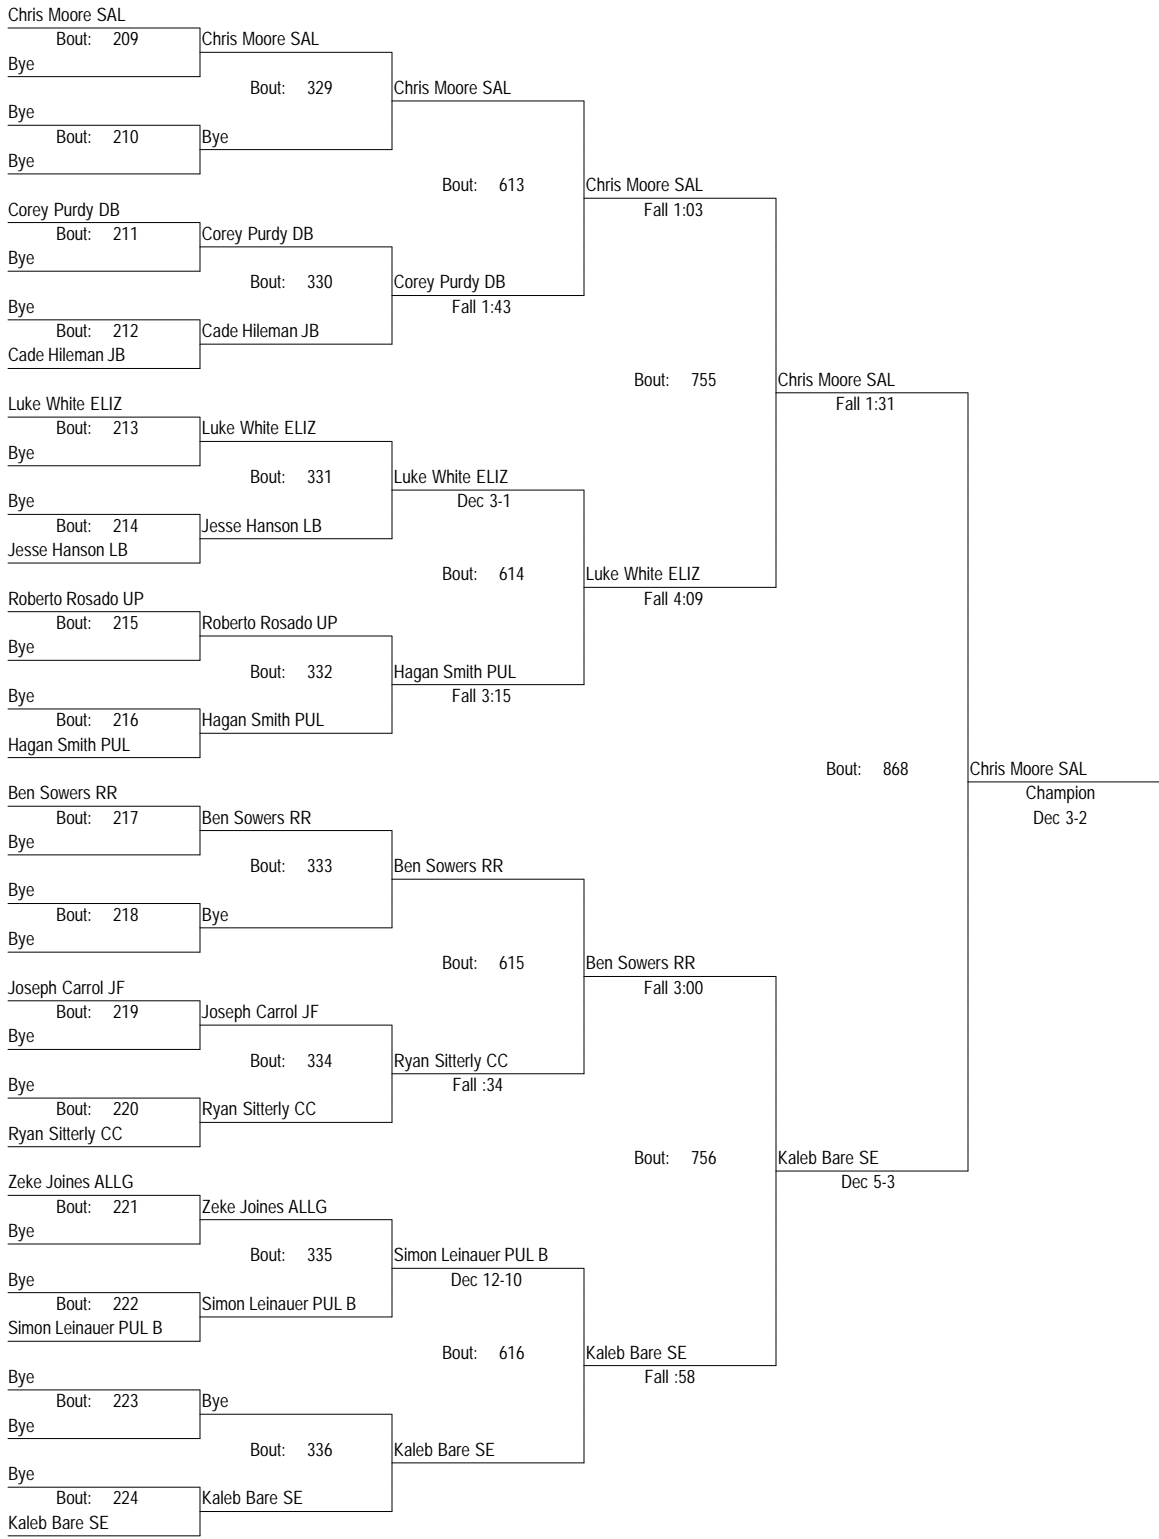 Chris Moore SAL
Bout: 209 Chris Moore SAL
Bye
Bout: 329 Chris Moore SAL
Bye
Bout: 210 Bye
Bye
Bout: 613 Chris Moore SAL
Corey Purdy DB Fall 1:03
Bout: 211 Corey Purdy DB
Bye
Bout: 330 Corey Purdy DB
Bye Fall 1:43
Bout: 212 Cade Hileman JB
Cade Hileman JB
Bout: 755 Chris Moore SAL
Luke White ELIZ Fall 1:31
Bout: 213 Luke White ELIZ
Bye
Bout: 331 Luke White ELIZ
Bye Dec 3-1
Bout: 214 Jesse Hanson LB
Jesse Hanson LB
Bout: 614 Luke White ELIZ
Roberto Rosado UP Fall 4:09
Bout: 215 Roberto Rosado UP
Bye
Bout: 332 Hagan Smith PUL
Bye Fall 3:15
Bout: 216 Hagan Smith PUL
Hagan Smith PUL
Bout: 868 Chris Moore SAL
Ben Sowers RR Champion
Bout: 217 Ben Sowers RR Dec 3-2
Bye
Bout: 333 Ben Sowers RR
Bye
Bout: 218 Bye
Bye
Bout: 615 Ben Sowers RR
Joseph Carrol JF Fall 3:00
Bout: 219 Joseph Carrol JF
Bye
Bout: 334 Ryan Sitterly CC
Bye Fall :34
Bout: 220 Ryan Sitterly CC
Ryan Sitterly CC
Bout: 756 Kaleb Bare SE
Zeke Joines ALLG Dec 5-3
Bout: 221 Zeke Joines ALLG
Bye
Bout: 335 Simon Leinauer PUL B
Bye Dec 12-10
Bout: 222 Simon Leinauer PUL B
Simon Leinauer PUL B
Bout: 616 Kaleb Bare SE
Bye Fall :58
Bout: 223 Bye
Bye
Bout: 336 Kaleb Bare SE
Bye
Bout: 224 Kaleb Bare SE
Kaleb Bare SE